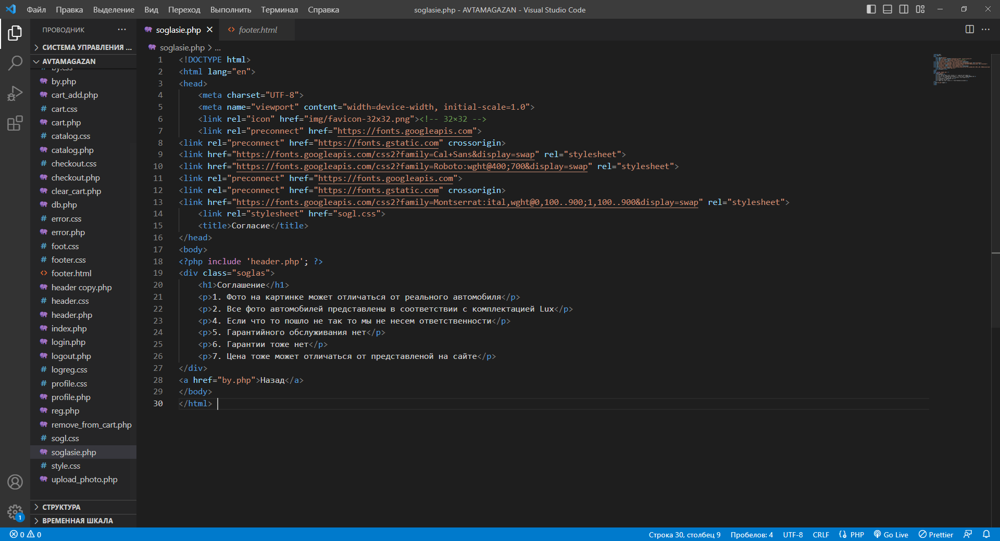 Файл Правка Выделение Вид Переход Выполнить Терминал Справка
soglasie.php - AVTAMAGAZAN - Visual Studio Code
ПРОВОДНИК ···
СИСТЕМА УПРАВЛЕНИЯ ...
AVTAMAGAZAN
# by.css
by.php
cart_add.php
# cart.css
cart.php
# catalog.css
catalog.php
# checkout.css
checkout.php
clear_cart.php
db.php
# error.css
error.php
# foot.css
# footer.css
<> footer.html
header copy.php
# header.css
header.php
index.php
login.php
logout.php
# logreg.css
# profile.css
profile.php
reg.php
remove_from_cart.php
# sogl.css
soglasie.php
# style.css
upload_photo.php
СТРУКТУРА
ВРЕМЕННАЯ ШКАЛА
1
soglasie.php
<> footer.html
soglasie.php > ...
1 <!DOCTYPE html>
2 <html lang="en">
3 <head>
4 <meta charset="UTF-8">
5 <meta name="viewport" content="width=device-width, initial-scale=1.0">
6 <link rel="icon" href="img/favicon-32x32.png"><!-- 32×32 -->
7 <link rel="preconnect" href="https://fonts.googleapis.com">
8 <link rel="preconnect" href="https://fonts.gstatic.com" crossorigin>
9 <link href="https://fonts.googleapis.com/css2?family=Cal+Sans&display=swap" rel="stylesheet">
10 <link href="https://fonts.googleapis.com/css2?family=Roboto:wght@400;700&display=swap" rel="stylesheet">
11 <link rel="preconnect" href="https://fonts.googleapis.com">
12 <link rel="preconnect" href="https://fonts.gstatic.com" crossorigin>
13 <link href="https://fonts.googleapis.com/css2?family=Montserrat:ital,wght@0,100..900;1,100..900&display=swap" rel="stylesheet">
14 <link rel="stylesheet" href="sogl.css">
15 <title>Согласие</title>
16 </head>
17 <body>
18 <?php include 'header.php'; ?>
19 <div class="soglas">
20 <h1>Соглашение</h1>
21 <p>1. Фото на картинке может отличаться от реального автомобиля</p>
22 <p>2. Все фото автомобилей представлены в соответствии с комплектацией Lux</p>
23 <p>4. Если что то пошло не так то мы не несем ответственности</p>
24 <p>5. Гарантийного обслуживания нет</p>
25 <p>6. Гарантии тоже нет</p>
26 <p>7. Цена тоже может отличаться от представленой на сайте</p>
27 </div>
28 <a href="by.php">Назад</a>
29 </body>
30 </html>
0 0
Строка 30, столбец 9 Пробелов: 4 UTF-8 CRLF PHP Go Live Prettier